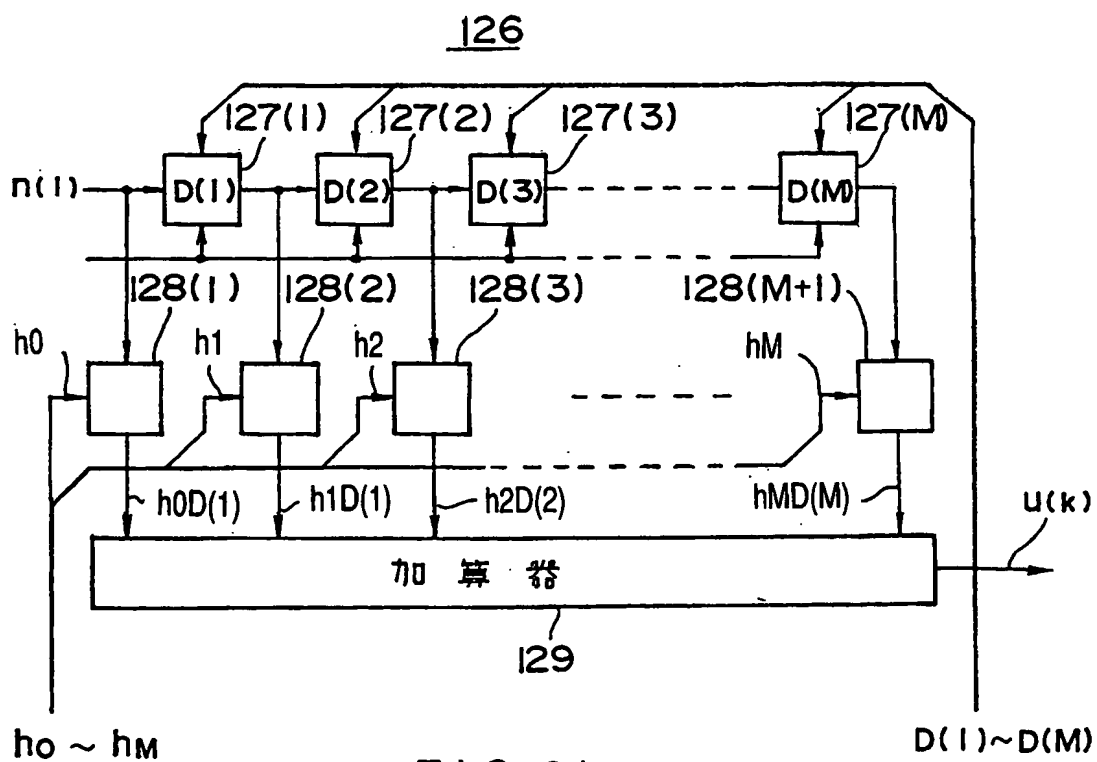 126
127(1) 127(2) 127(3) 127(M)
n(1) D(1) D(2) D(3) D(M)
128(1) 128(2) 128(3) 128(M+1)
h0 h1 h2 hM
h0D(1) h1D(1) h2D(2) hMD(M) u(k)
加算器
129
ho ~ hM D(1)~D(M)